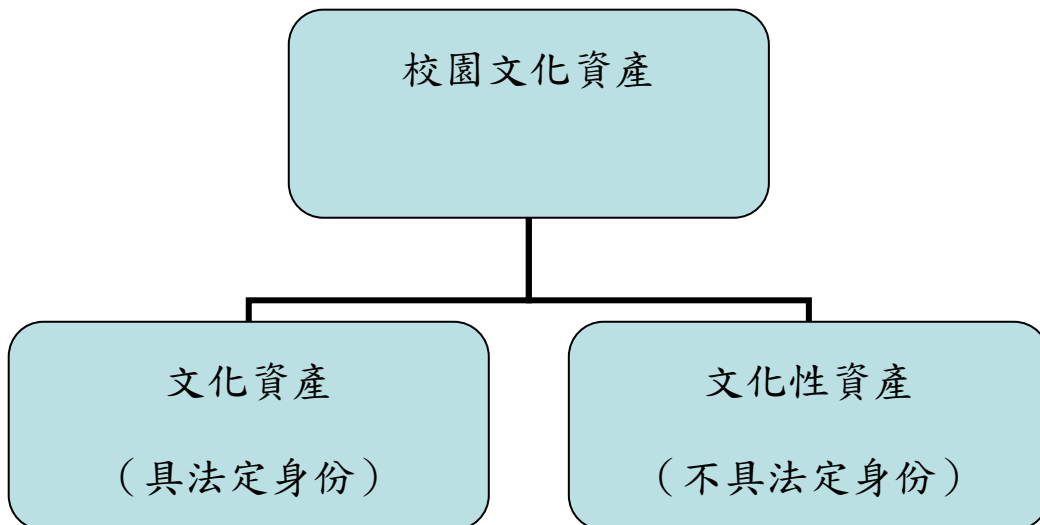 校園文化資產
文化資產
（具法定身份）
文化性資產
（不具法定身份）